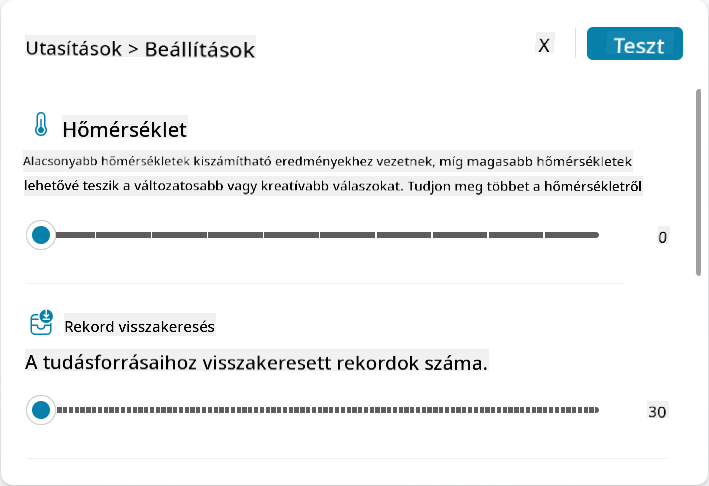 Utasítások > Beállítások
X
Teszt
Hőmérséklet
Alacsonyabb hőmérsékletek kiszámítható eredményekhez vezetnek, míg magasabb hőmérsékletek
lehetővé teszik a változatosabb vagy kreatívabb válaszokat. Tudjon meg többet a hőmérsékletről
0
Rekord visszakeresés
A tudásforrásaihoz visszakeresett rekordok száma.
30